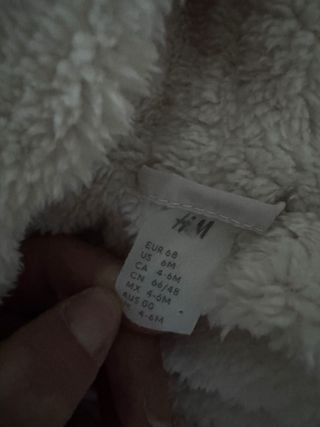 H&M
EUR 68
US 6M
CA 4-6M
CN 66/48
MX 4-6M
AUS 00
4-6M